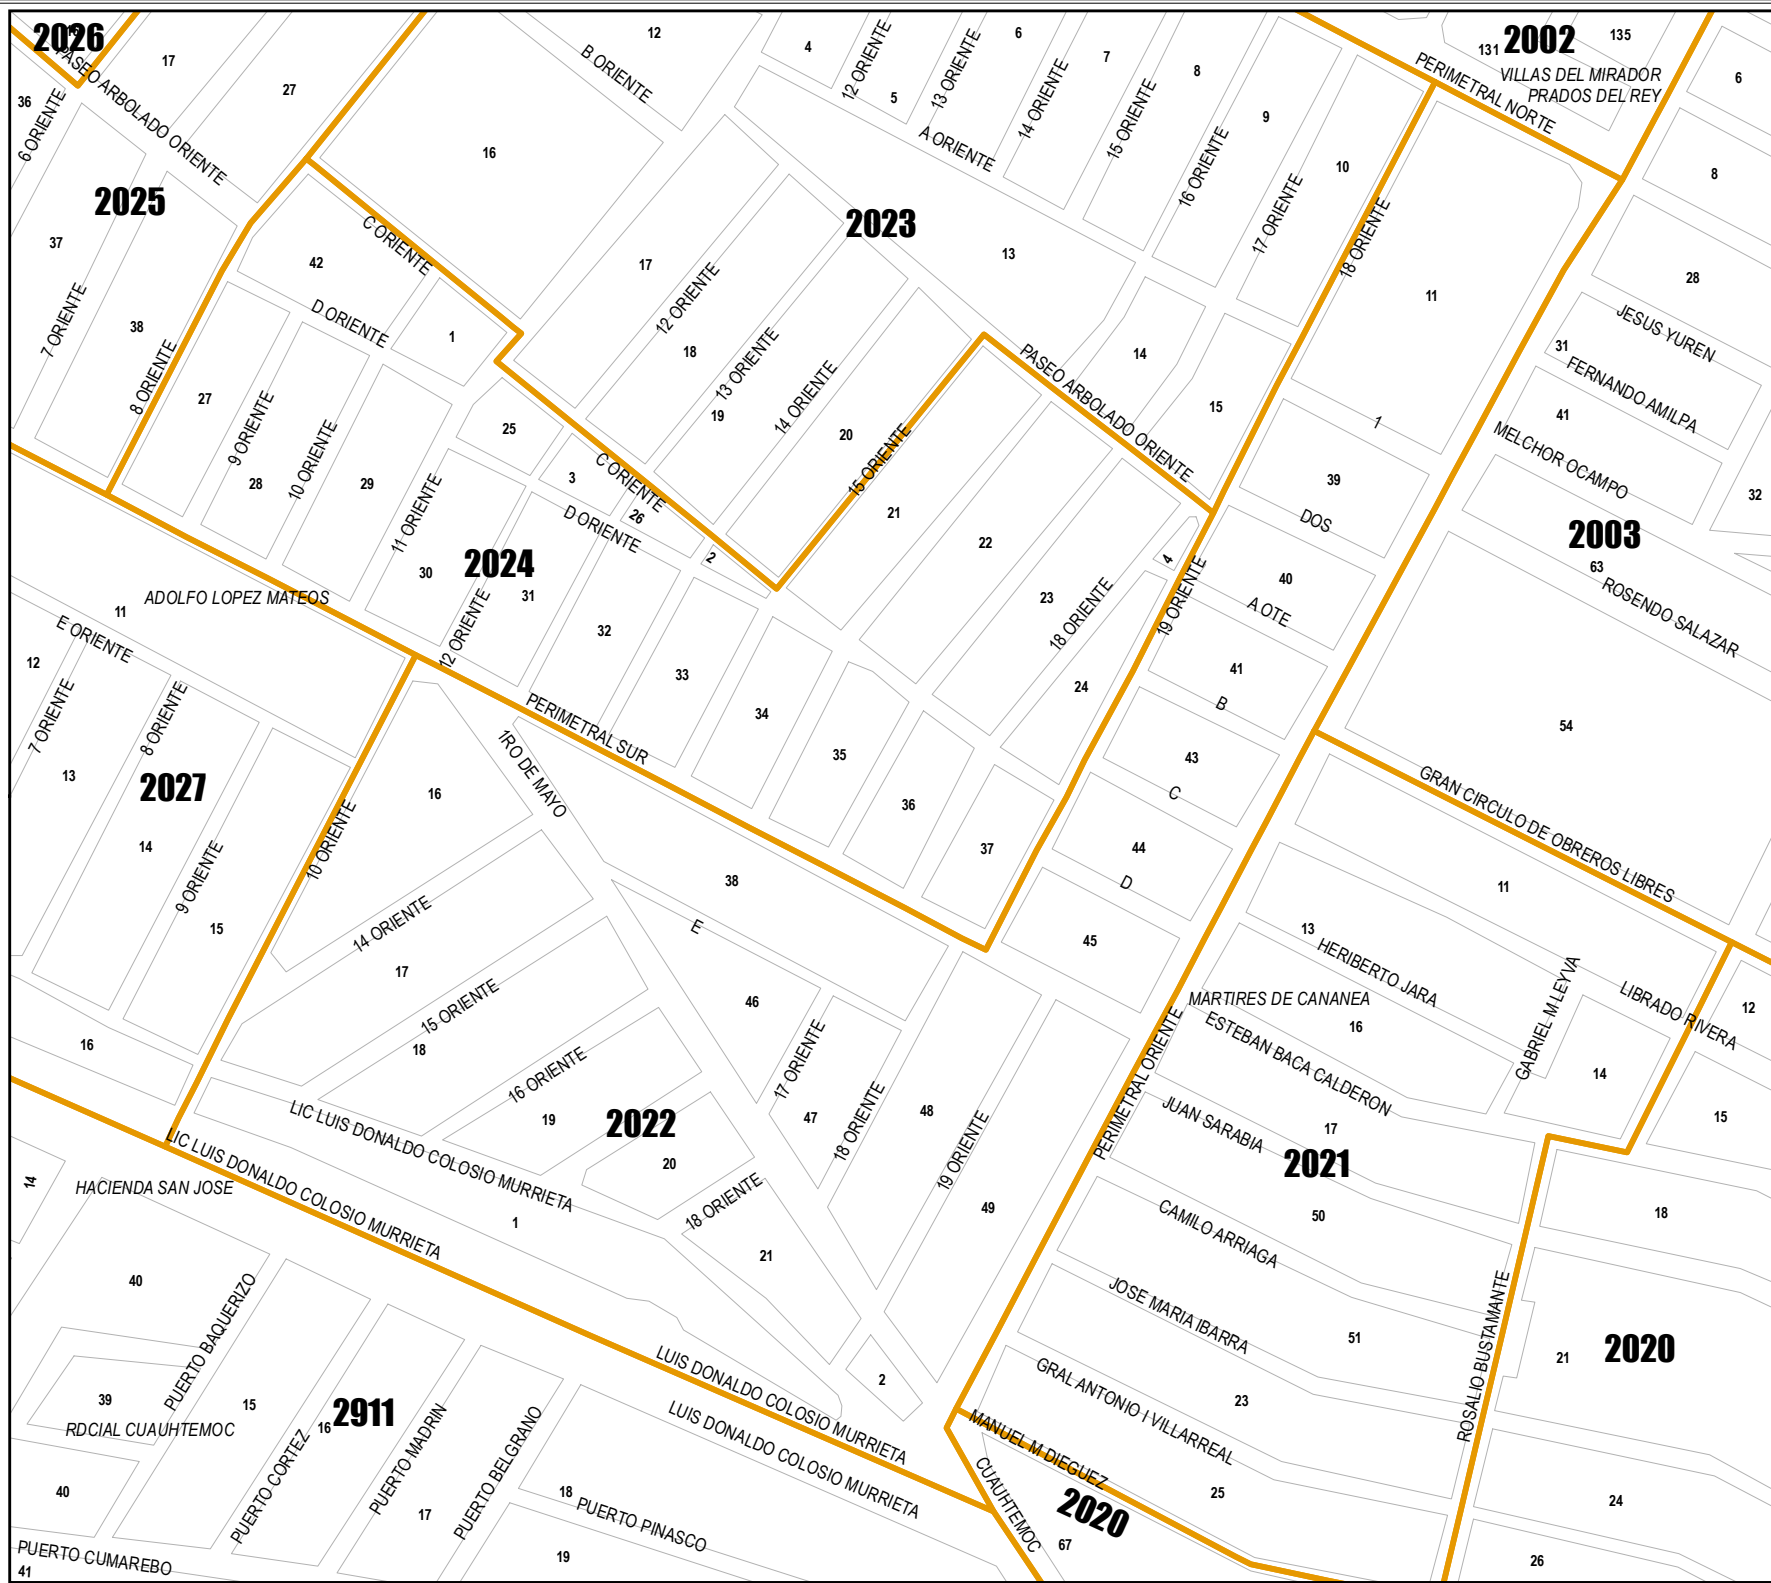 2026
16
17
27
36
PASEO ARBOLADO ORIENTE
6 ORIENTE
2025
37
7 ORIENTE
38
8 ORIENTE
12
B ORIENTE
16
4
12 ORIENTE
5
13 ORIENTE
6
14 ORIENTE
7
15 ORIENTE
8
16 ORIENTE
9
17 ORIENTE
10
18 ORIENTE
A ORIENTE
2023
13
17
12 ORIENTE
18
13 ORIENTE
19
14 ORIENTE
20
15 ORIENTE
14
15
PASEO ARBOLADO ORIENTE
PERIMETRAL NORTE
131
2002
135
VILLAS DEL MIRADOR
PRADOS DEL REY
6
8
11
28
JESUS YUREN
31
FERNANDO AMILPA
41
MELCHOR OCAMPO
32
2003
63
ROSENDO SALAZAR
54
GRAN CIRCULO DE OBREROS LIBRES
1
39
DOS
40
A OTE
41
B
43
C
44
D
45
C ORIENTE
42
D ORIENTE
1
27
9 ORIENTE
28
10 ORIENTE
29
11 ORIENTE
30
25
3
C ORIENTE
26
D ORIENTE
2
2024
31
12 ORIENTE
32
33
34
35
36
37
21
22
23
18 ORIENTE
24
4
19 ORIENTE
PERIMETRAL SUR
ADOLFO LOPEZ MATEOS
11
E ORIENTE
12
7 ORIENTE
8 ORIENTE
13
2027
14
9 ORIENTE
15
10 ORIENTE
16
16
1RO DE MAYO
14 ORIENTE
17
15 ORIENTE
18
16 ORIENTE
19
2022
20
18 ORIENTE
21
38
E
46
17 ORIENTE
47
18 ORIENTE
48
19 ORIENTE
49
2
LIC LUIS DONALDO COLOSIO MURRIETA
1
LIC LUIS DONALDO COLOSIO MURRIETA
LUIS DONALDO COLOSIO MURRIETA
LUIS DONALDO COLOSIO MURRIETA
PERIMETRAL ORIENTE
11
13
HERIBERTO JARA
MARTIRES DE CANANEA
16
ESTEBAN BACA CALDERON
GABRIEL M LEYVA
14
LIBRADO RIVERA
12
15
JUAN SARABIA
17
2021
50
CAMILO ARRIAGA
18
JOSE MARIA IBARRA
51
ROSALIO BUSTAMANTE
21
2020
GRAL ANTONIO I VILLARREAL
23
MANUEL M DIEGUEZ
25
24
26
2020
CUAUHTEMOC
67
14
HACIENDA SAN JOSE
40
PUERTO BAQUERIZO
39
RDCIAL CUAUHTEMOC
15
40
PUERTO CORTEZ
16
2911
PUERTO MADRIN
17
PUERTO BELGRANO
18
PUERTO PINASCO
19
PUERTO CUMAREBO
41